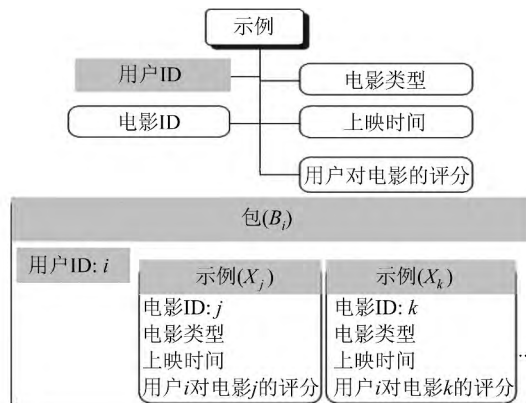 示例
用户ID
电影类型
电影ID
上映时间
用户对电影的评分
包(B_i)
用户ID: i
示例(X_j)
示例(X_k)
电影ID: j
电影ID: k
电影类型
电影类型
上映时间
上映时间
...
用户i对电影j的评分
用户i对电影k的评分